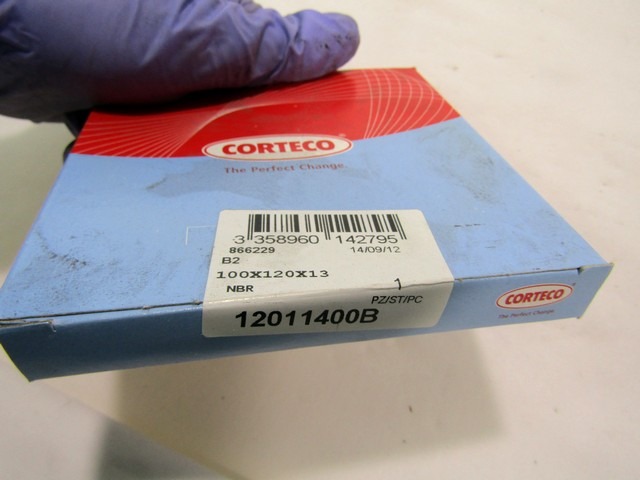 CORTECO
The Perfect Change.
3 358960 142795
866229 14/09/12
B2
100X120X13
NBR 1
PZ/ST/PC
12011400B
CORTECO
The Perfect Change.